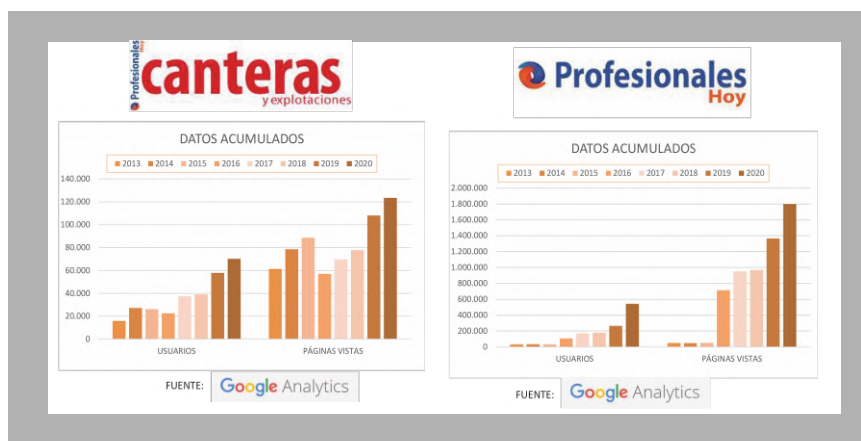 Profesionales Hoy
canteras
y explotaciones
DATOS ACUMULADOS
2013 2014 2015 2016 2017 2018 2019 2020
140.000
120.000
100.000
80.000
60.000
40.000
20.000
0
USUARIOS PÁGINAS VISTAS
FUENTE: Google Analytics
Profesionales
Hoy
DATOS ACUMULADOS
2013 2014 2015 2016 2017 2018 2019 2020
2.000.000
1.800.000
1.600.000
1.400.000
1.200.000
1.000.000
800.000
600.000
400.000
200.000
0
USUARIOS PÁGINAS VISTAS
FUENTE: Google Analytics